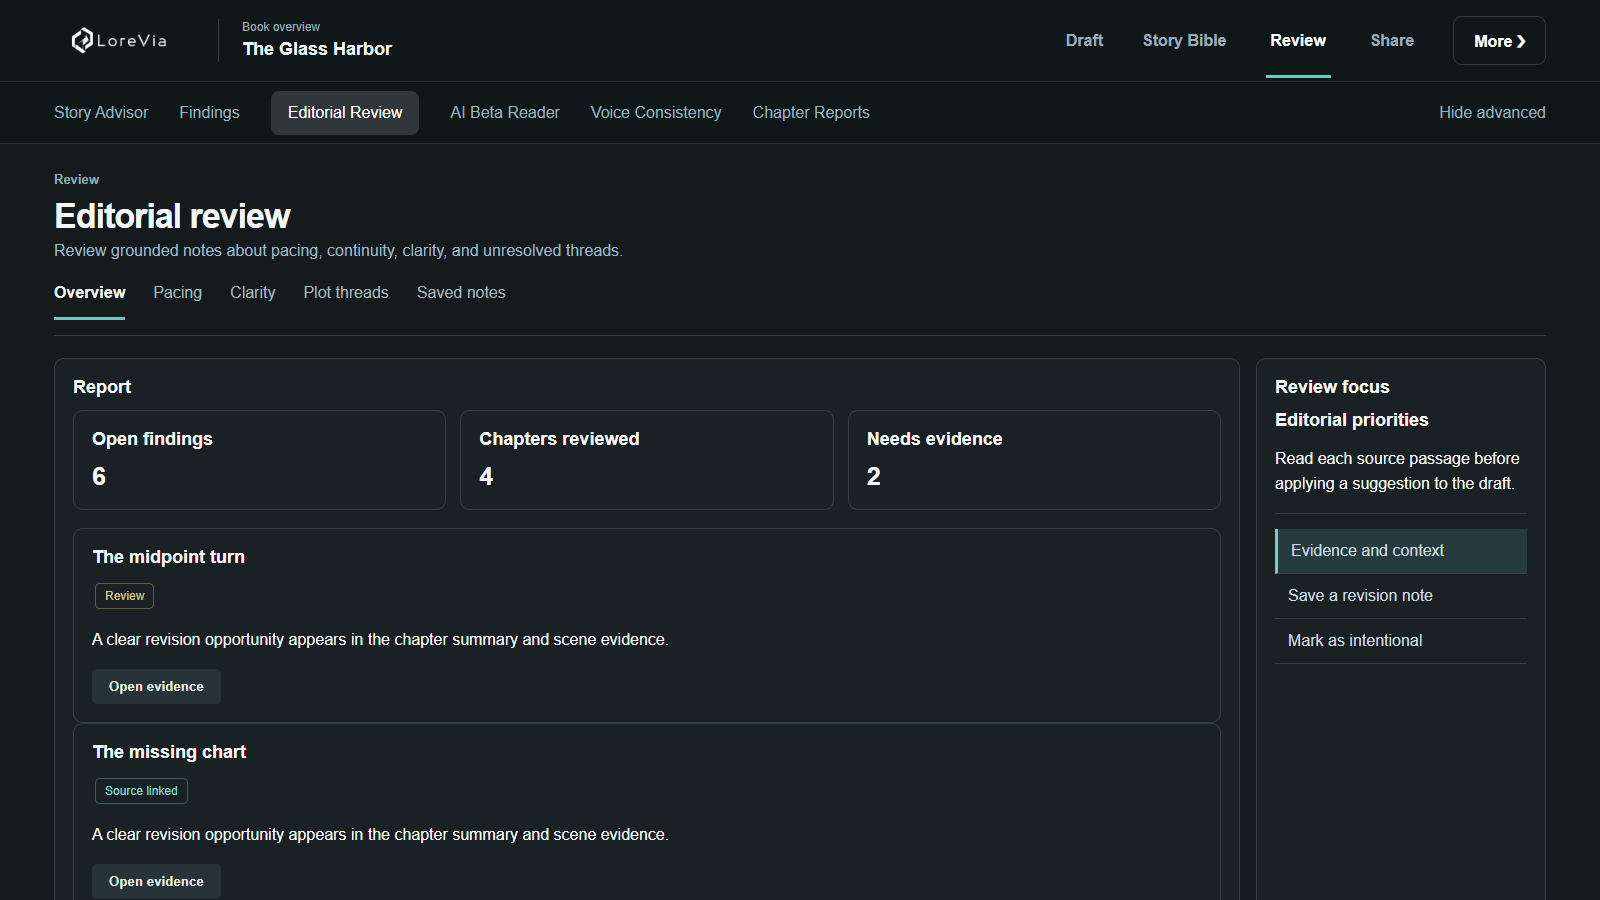 LoreVia
Book overview
The Glass Harbor
Draft
Story Bible
Review
Share
More ❯
Story Advisor
Findings
Editorial Review
AI Beta Reader
Voice Consistency
Chapter Reports
Hide advanced
Review
Editorial review
Review grounded notes about pacing, continuity, clarity, and unresolved threads.
Overview
Pacing
Clarity
Plot threads
Saved notes
Report
Open findings
6
Chapters reviewed
4
Needs evidence
2
The midpoint turn
Review
A clear revision opportunity appears in the chapter summary and scene evidence.
Open evidence
The missing chart
Source linked
A clear revision opportunity appears in the chapter summary and scene evidence.
Open evidence
Review focus
Editorial priorities
Read each source passage before
applying a suggestion to the draft.
Evidence and context
Save a revision note
Mark as intentional